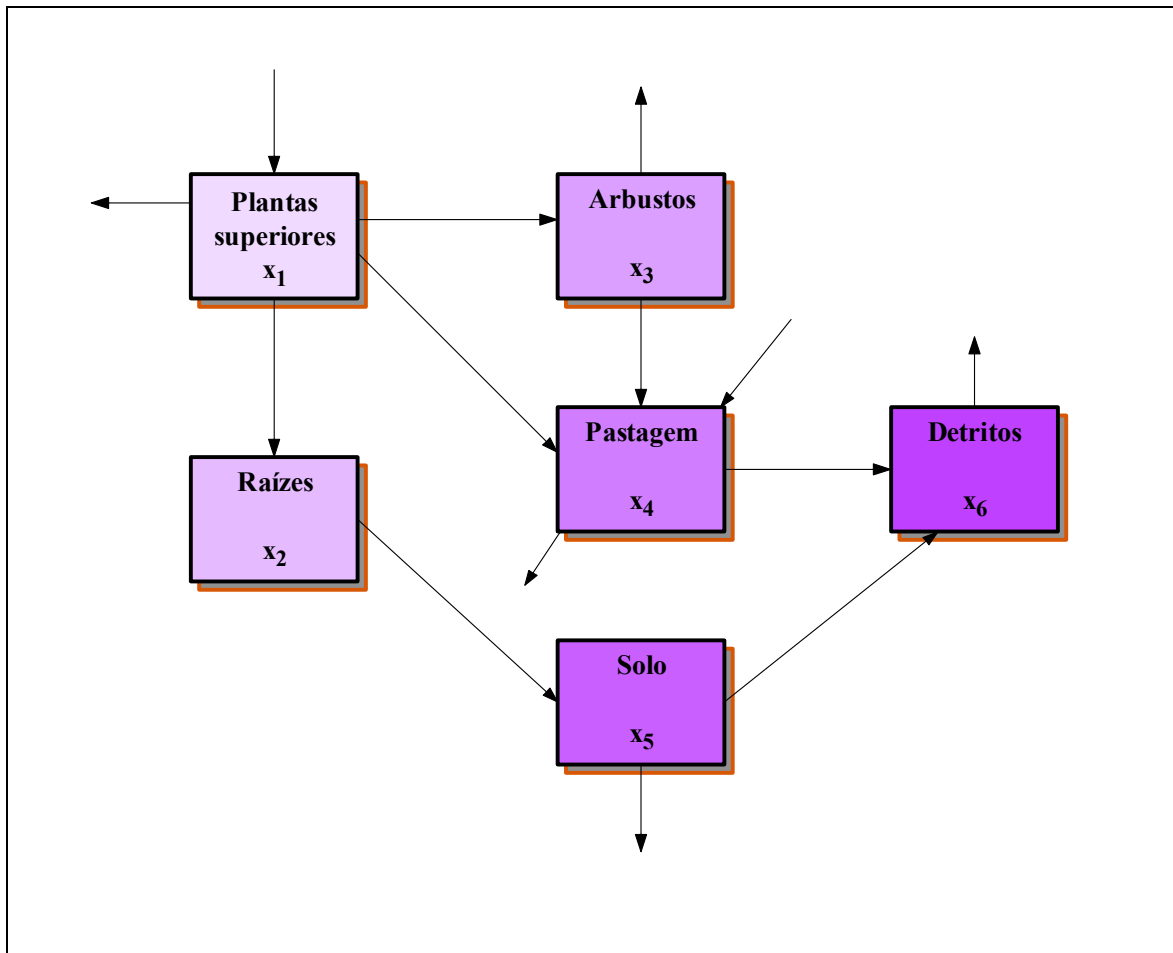 Plantas
superiores
x1
Arbustos
x3
Pastagem
x4
Detritos
x6
Raízes
x2
Solo
x5